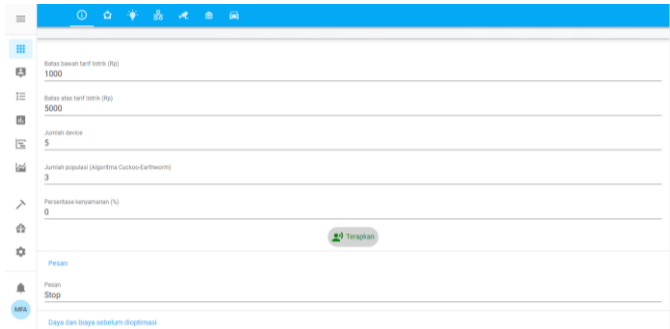 Batas bawah tarif listrik (Rp)
1000
Batas atas tarif listrik (Rp)
5000
Jumlah device
5
Jumlah populasi (Algoritma Cuckoo-Earthworm)
3
Persentase kenyamanan (%)
0
Terapkan
Pesan
Pesan
Stop
MFA
Daya dan biaya sebelum dioptimasi